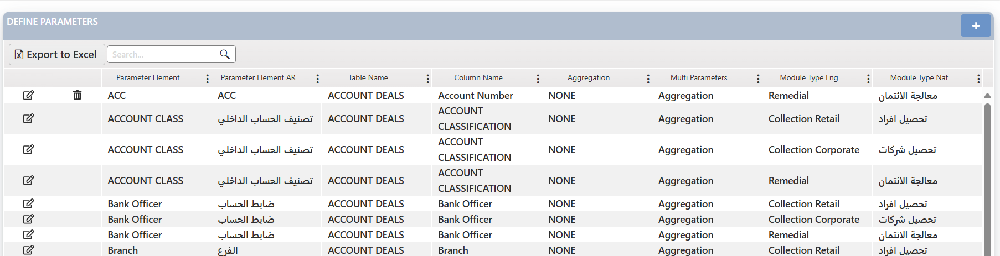 DEFINE PARAMETERS
+
Export to Excel Search...
Parameter Element Parameter Element AR Table Name Column Name Aggregation Multi Parameters Module Type Eng Module Type Nat
ACC ACC ACCOUNT DEALS Account Number NONE Aggregation Remedial معالجة الائتمان
ACCOUNT CLASS تصنيف الحساب الداخلي ACCOUNT DEALS ACCOUNT CLASSIFICATION NONE Aggregation Collection Retail تحصيل افراد
ACCOUNT CLASS تصنيف الحساب الداخلي ACCOUNT DEALS ACCOUNT CLASSIFICATION NONE Aggregation Collection Corporate تحصيل شركات
ACCOUNT CLASS تصنيف الحساب الداخلي ACCOUNT DEALS ACCOUNT CLASSIFICATION NONE Aggregation Remedial معالجة الائتمان
Bank Officer ضابط الحساب ACCOUNT DEALS Bank Officer NONE Aggregation Collection Retail تحصيل افراد
Bank Officer ضابط الحساب ACCOUNT DEALS Bank Officer NONE Aggregation Collection Corporate تحصيل شركات
Bank Officer ضابط الحساب ACCOUNT DEALS Bank Officer NONE Aggregation Remedial معالجة الائتمان
Branch الفرع ACCOUNT DEALS Branch NONE Aggregation Collection Retail تحصيل افراد